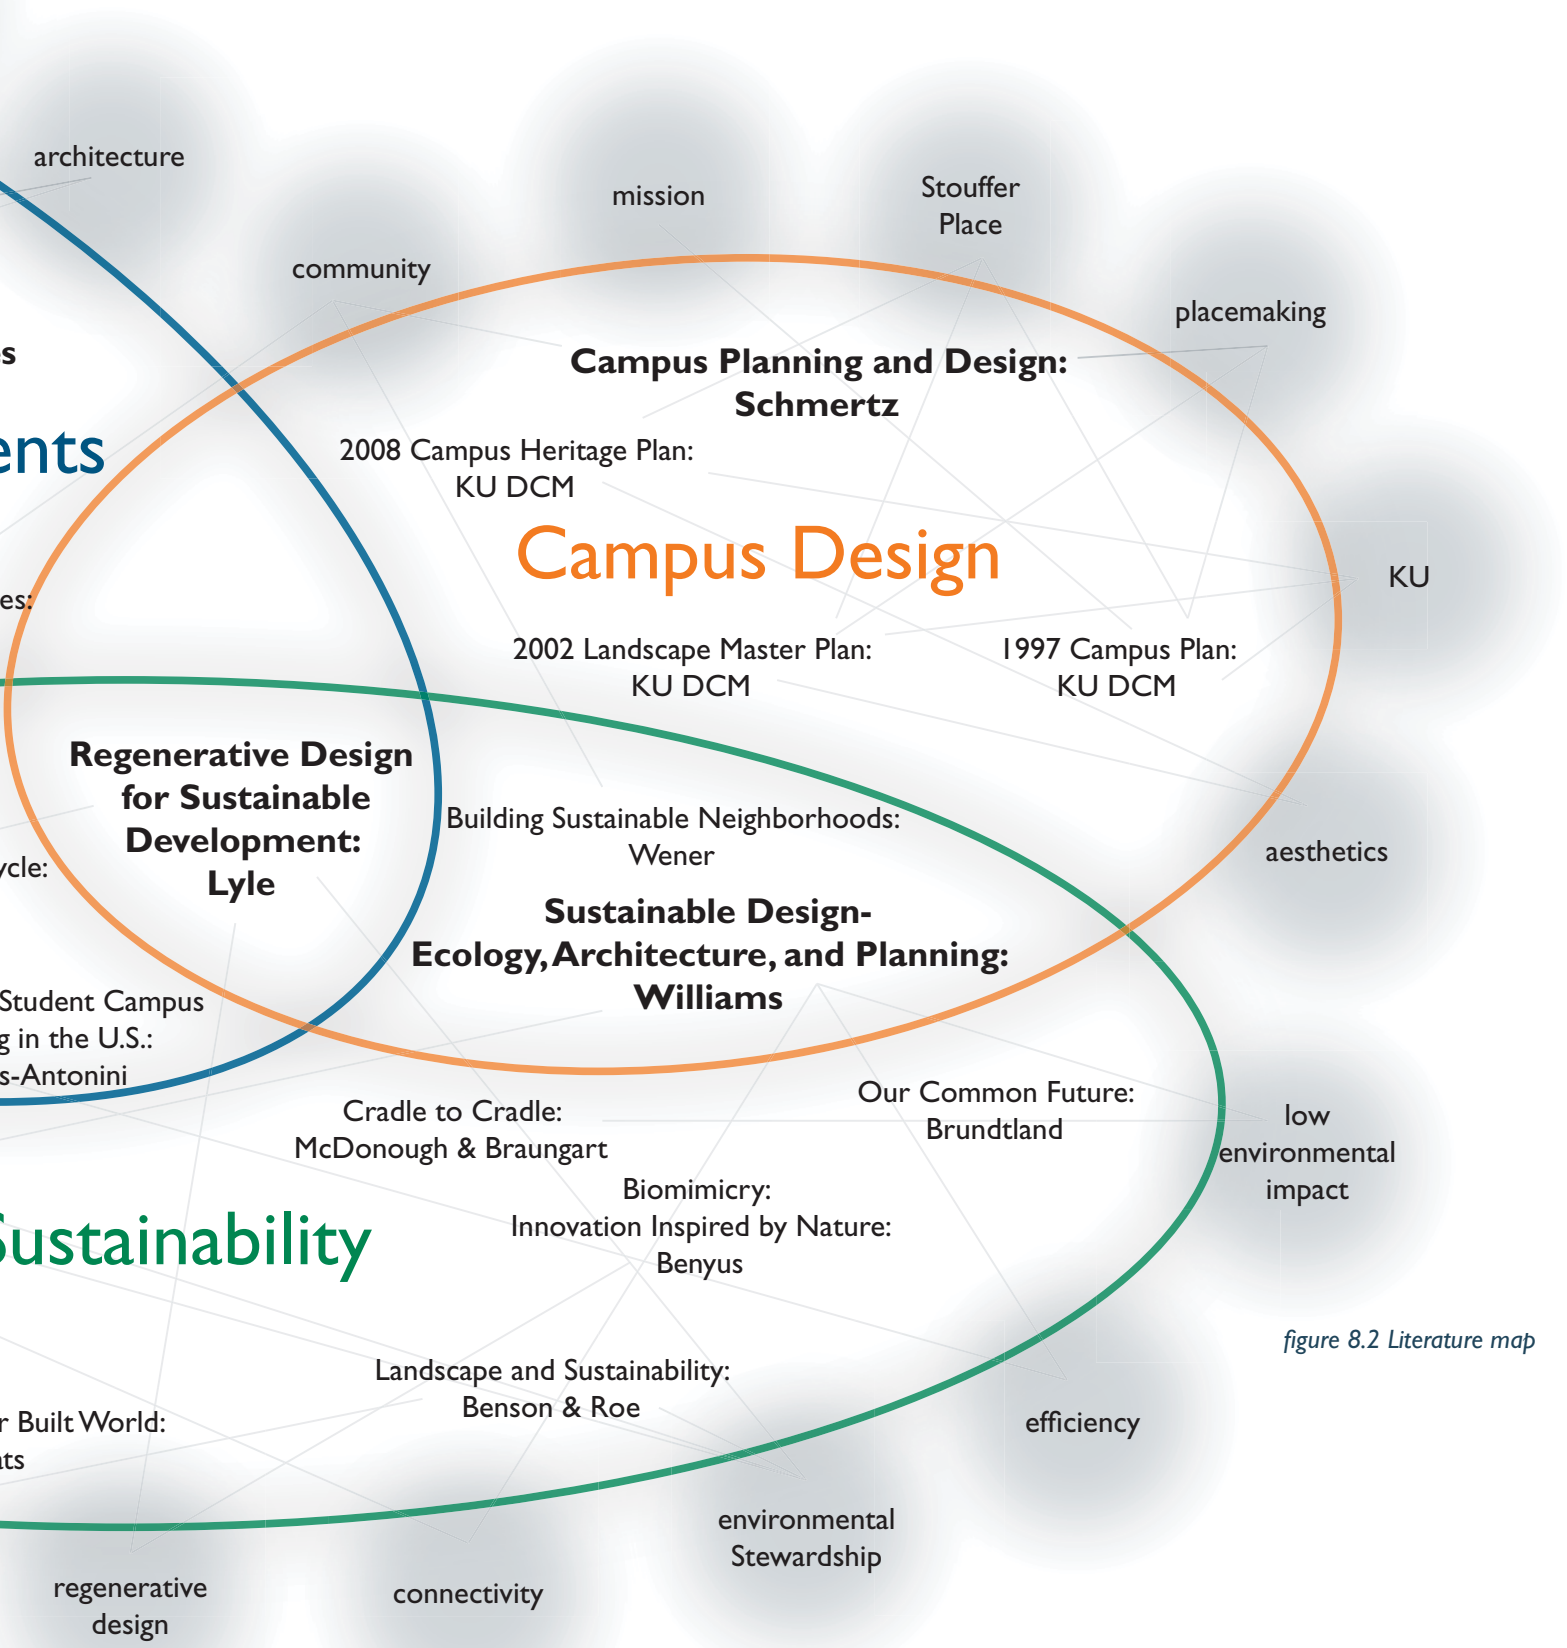 architecture
mission
Stouffer
Place
community
placemaking
Campus Planning and Design:
Schmertz
2008 Campus Heritage Plan:
KU DCM
Campus Design
KU
2002 Landscape Master Plan:
KU DCM
1997 Campus Plan:
KU DCM
Regenerative Design
for Sustainable
Development:
Lyle
Building Sustainable Neighborhoods:
Wener
aesthetics
Sustainable Design-
Ecology, Architecture, and Planning:
Williams
Student Campus
g in the U.S.:
s-Antonini
Cradle to Cradle:
McDonough & Braungart
Our Common Future:
Brundtland
low
environmental
impact
Biomimicry:
Innovation Inspired by Nature:
Benyus
Sustainability
figure 8.2 Literature map
Landscape and Sustainability:
Benson & Roe
r Built World:
efficiency
environmental
Stewardship
regenerative
design
connectivity